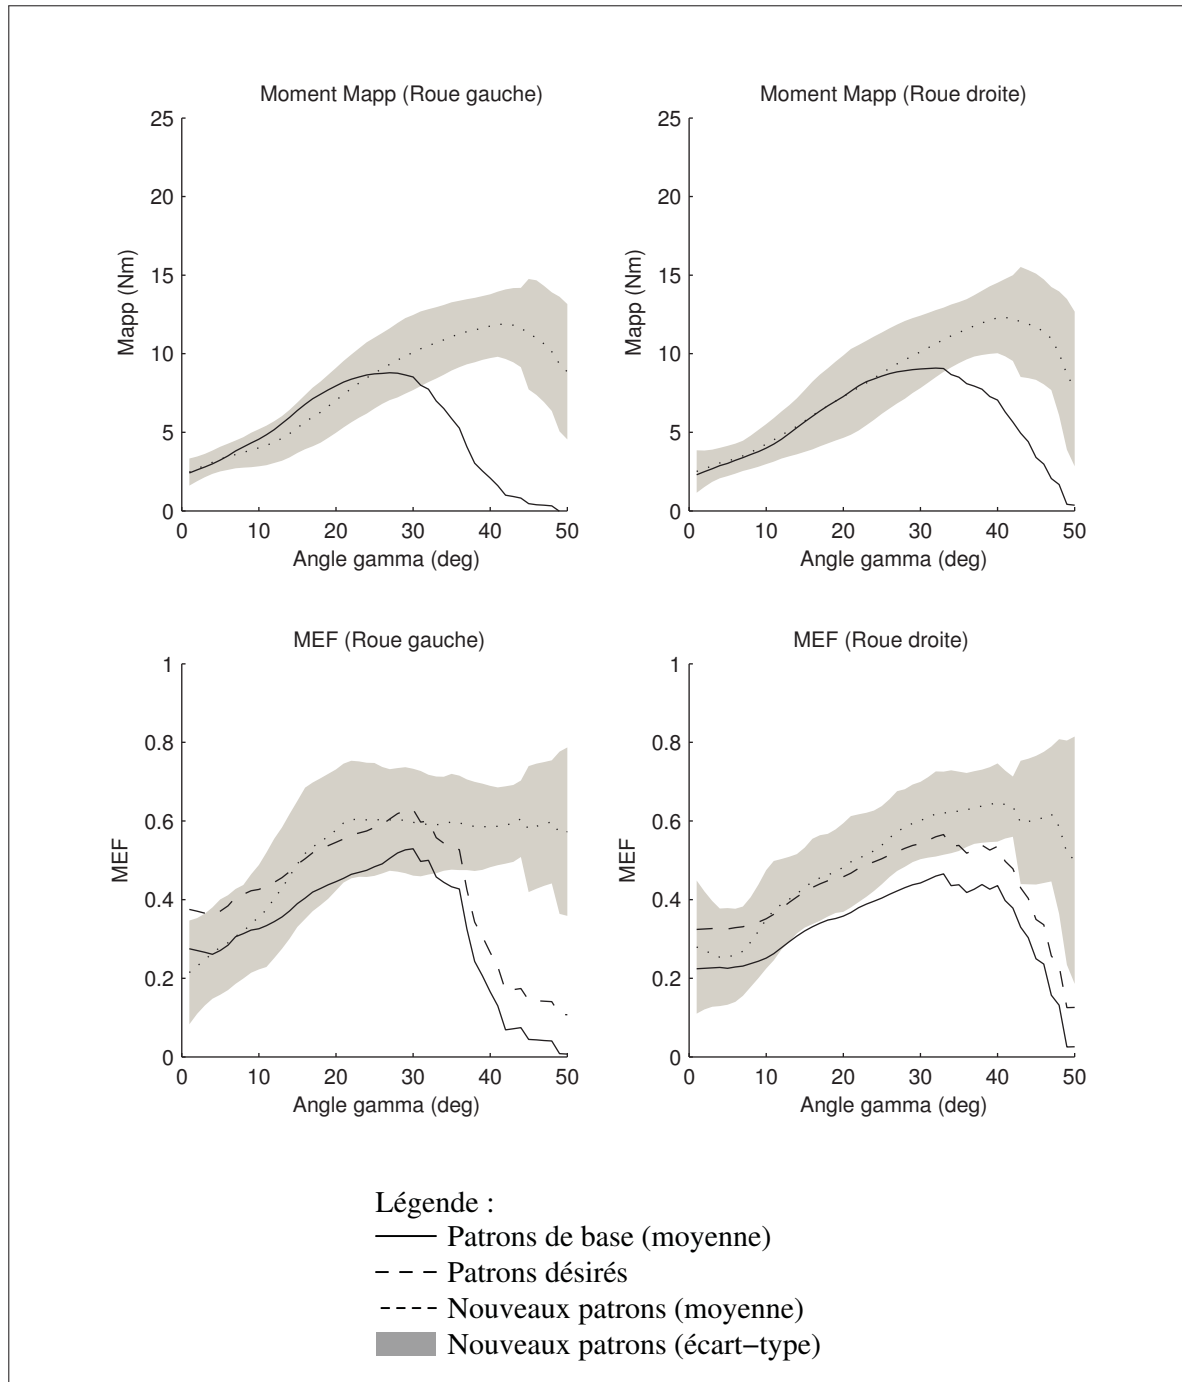 Moment Mapp (Roue gauche)
25
20
15
10
5
0
Mapp (Nm)
0 10 20 30 40 50
Angle gamma (deg)
Moment Mapp (Roue droite)
25
20
15
10
5
0
Mapp (Nm)
0 10 20 30 40 50
Angle gamma (deg)
MEF (Roue gauche)
1
0.8
0.6
0.4
0.2
0
MEF
0 10 20 30 40 50
Angle gamma (deg)
MEF (Roue droite)
1
0.8
0.6
0.4
0.2
0
MEF
0 10 20 30 40 50
Angle gamma (deg)
Légende :
Patrons de base (moyenne)
Patrons désirés
Nouveaux patrons (moyenne)
Nouveaux patrons (écart−type)